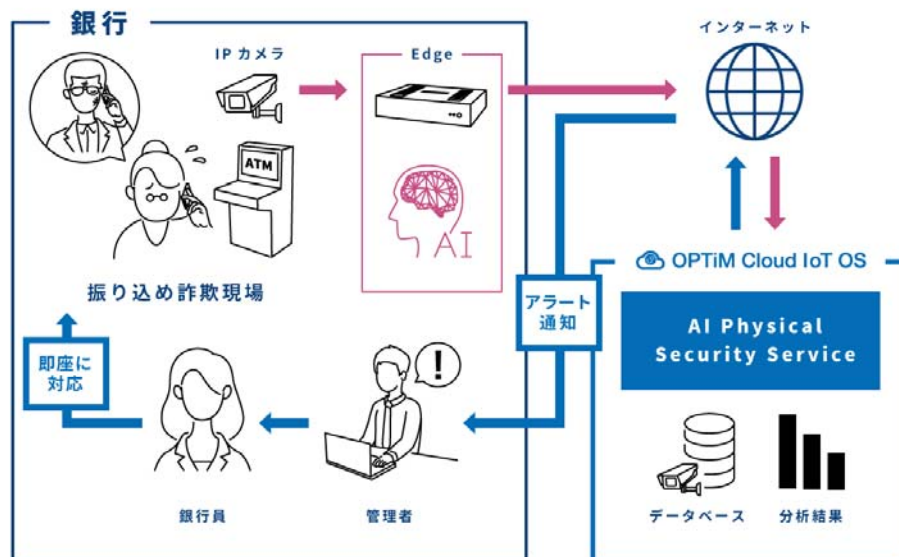 銀行
IP カメラ
Edge
インターネット
ATM
AI
振り込め詐欺現場
アラート
通知
OPTiM Cloud IoT OS
AI Physical
Security Service
即座に
対応
!
銀行員
管理者
データベース
分析結果